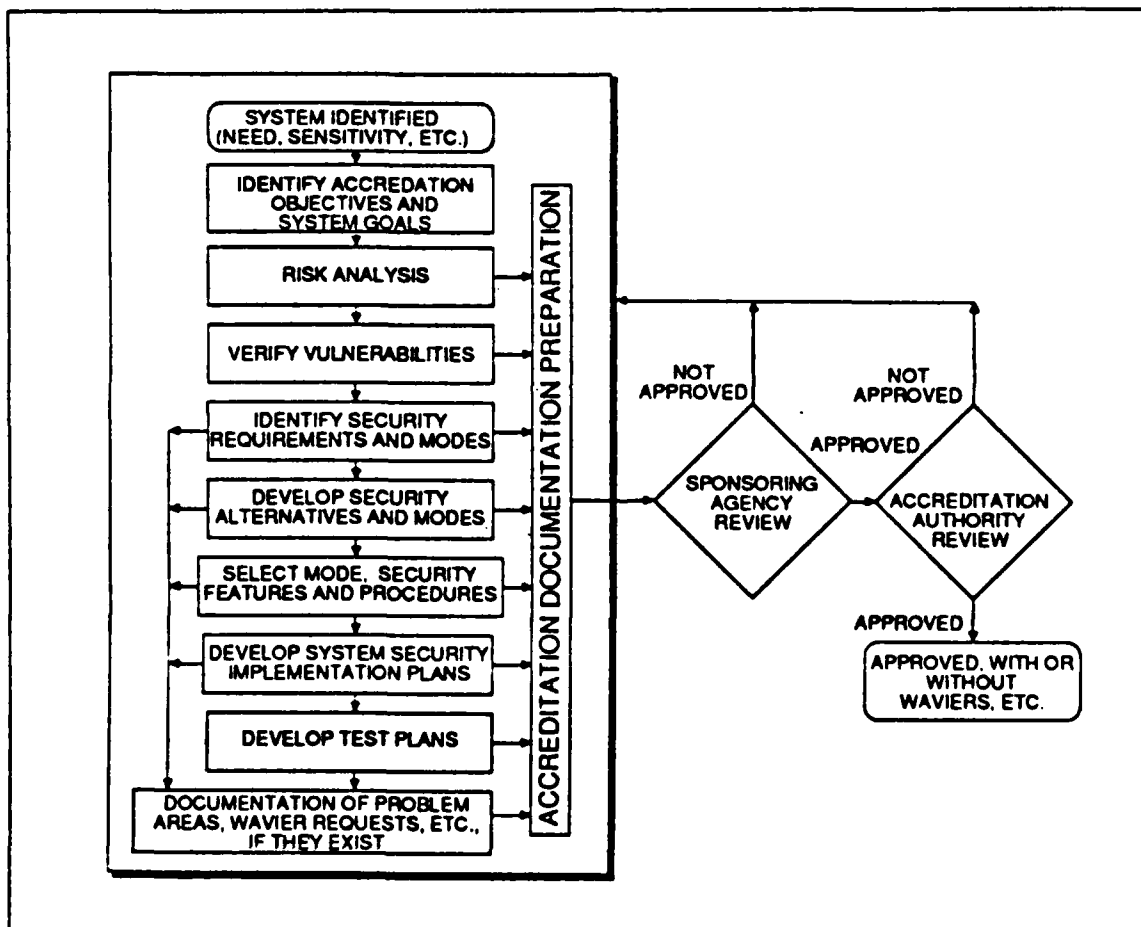 SYSTEM IDENTIFIED
(NEED, SENSITIVITY, ETC.)
IDENTIFY ACCREDATION
OBJECTIVES AND
SYSTEM GOALS
RISK ANALYSIS
VERIFY VULNERABILITIES
IDENTIFY SECURITY
REQUIREMENTS AND MODES
DEVELOP SECURITY
ALTERNATIVES AND MODES
SELECT MODE, SECURITY
FEATURES AND PROCEDURES
DEVELOP SYSTEM SECURITY
IMPLEMENTATION PLANS
DEVELOP TEST PLANS
DOCUMENTATION OF PROBLEM
AREAS, WAVIER REQUESTS, ETC.,
IF THEY EXIST
ACCREDITATION DOCUMENTATION PREPARATION
NOT
APPROVED
SPONSORING
AGENCY
REVIEW
APPROVED
NOT
APPROVED
ACCREDITATION
AUTHORITY
REVIEW
APPROVED
APPROVED, WITH OR
WITHOUT
WAVIERS, ETC.